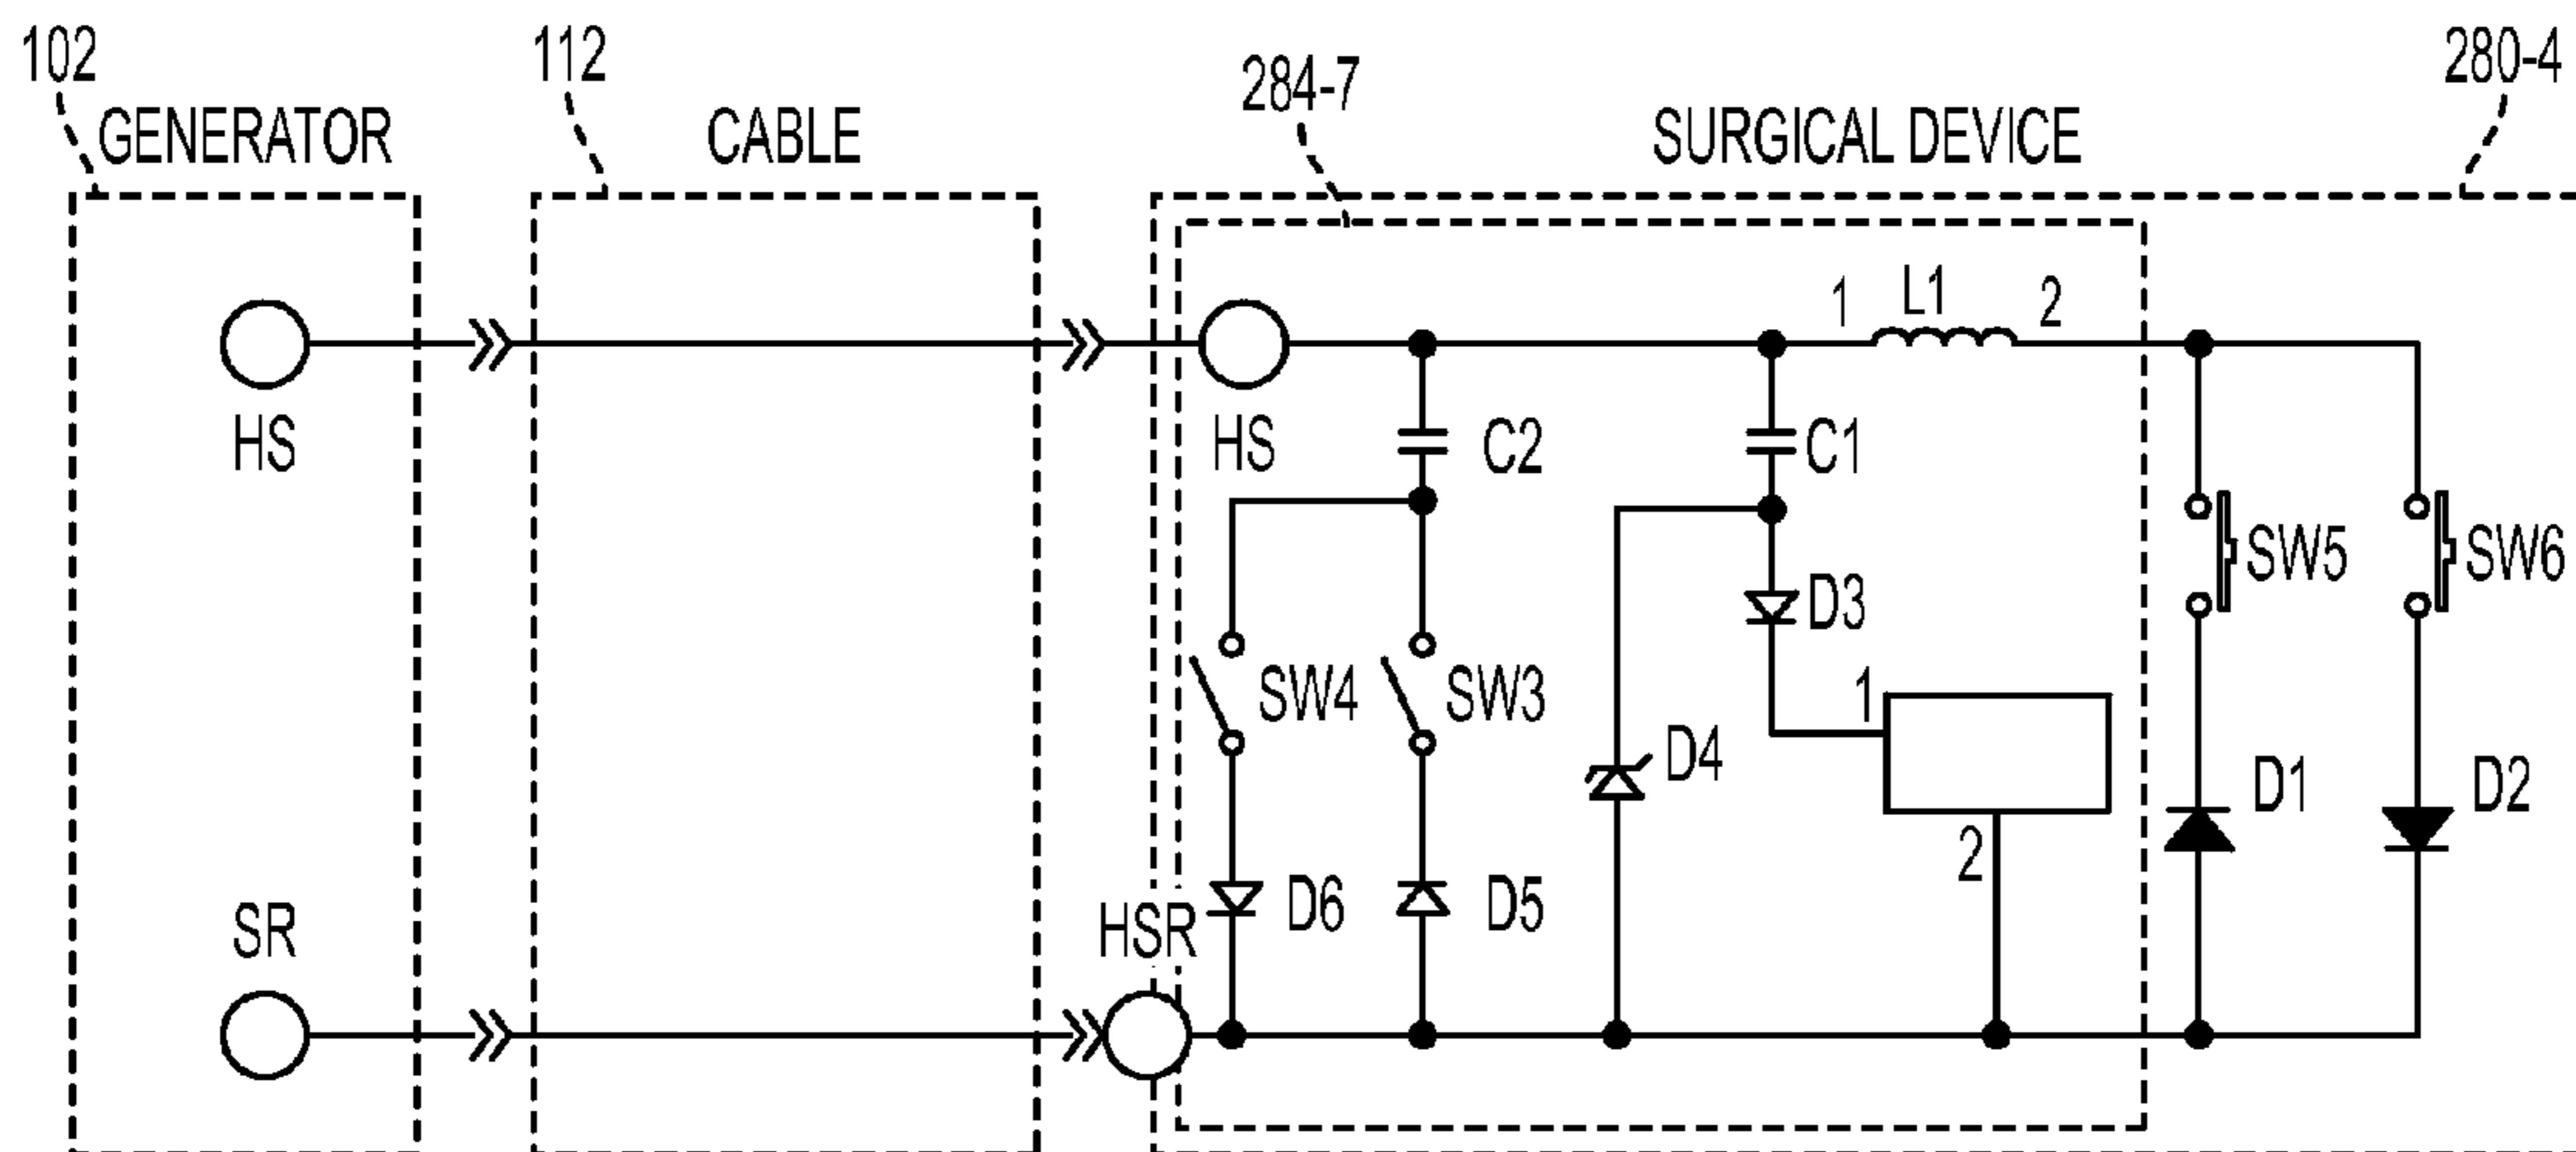 102
112
284-7
280-4
GENERATOR
CABLE
SURGICAL DEVICE
1
L1
2
HS
HS
C2
C1
SW5
SW6
D3
SW4
SW3
1
D4
D1
D2
2
SR
HSR
D6
D5